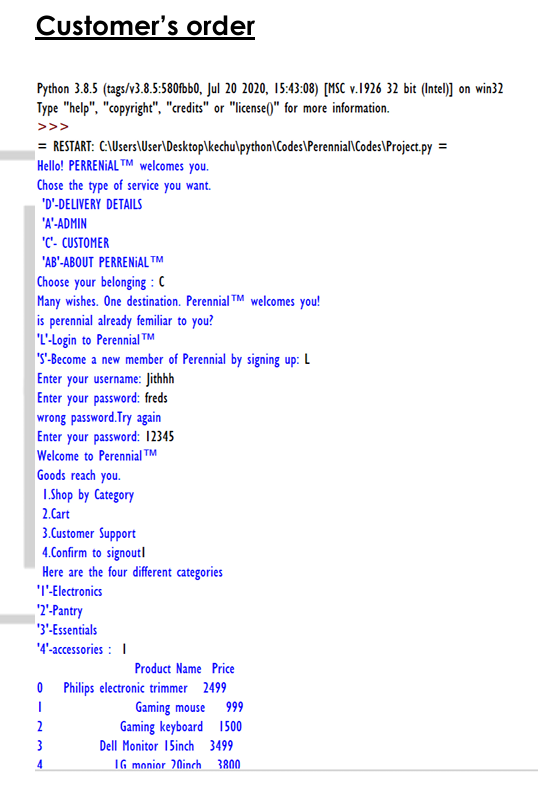 Customer's order
Python 3.8.5 (tags/v3.8.5:580fbb0, Jul 20 2020, 15:43:08) [MSC v.1926 32 bit (Intel)] on win32
Type "help", "copyright", "credits" or "license()" for more information.
>>>
= RESTART: C:\Users\User\Desktop\kechu\python\Codes\Perennial\Codes\Project.py =
Hello! PERRENiAL™ welcomes you.
Chose the type of service you want.
'D'-DELIVERY DETAILS
'A'-ADMIN
'C'- CUSTOMER
'AB'-ABOUT PERRENiAL™
Choose your belonging : C
Many wishes. One destination. Perennial™ welcomes you!
is perennial already femiliar to you?
'L'-Login to Perennial™
'S'-Become a new member of Perennial by signing up: L
Enter your username: Jithhh
Enter your password: freds
wrong password.Try again
Enter your password: 12345
Welcome to Perennial™
Goods reach you.
1.Shop by Category
2.Cart
3.Customer Support
4.Confirm to signout1
Here are the four different categories
'1'-Electronics
'2'-Pantry
'3'-Essentials
'4'-accessories : 1
Product Name Price
0 Philips electronic trimmer 2499
1 Gaming mouse 999
2 Gaming keyboard 1500
3 Dell Monitor 15inch 3499
4 LG monior 20inch 3800